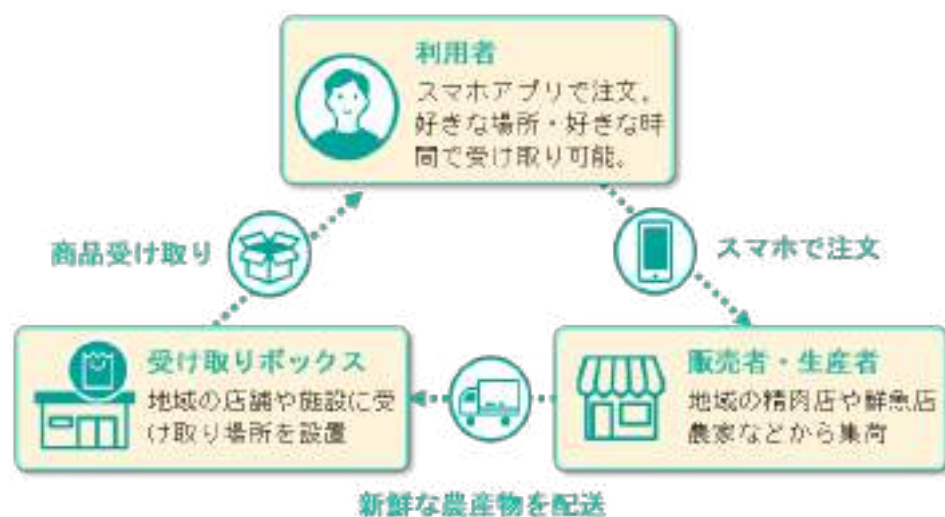 利用者
スマホアプリで注文。
好きな場所・好きな時
間で受け取り可能。
商品受け取り
スマホで注文
受け取りボックス
地域の店舗や施設に受
け取り場所を設置
販売者・生産者
地域の精肉店や鮮魚店
農家などから集荷
新鮮な農産物を配送